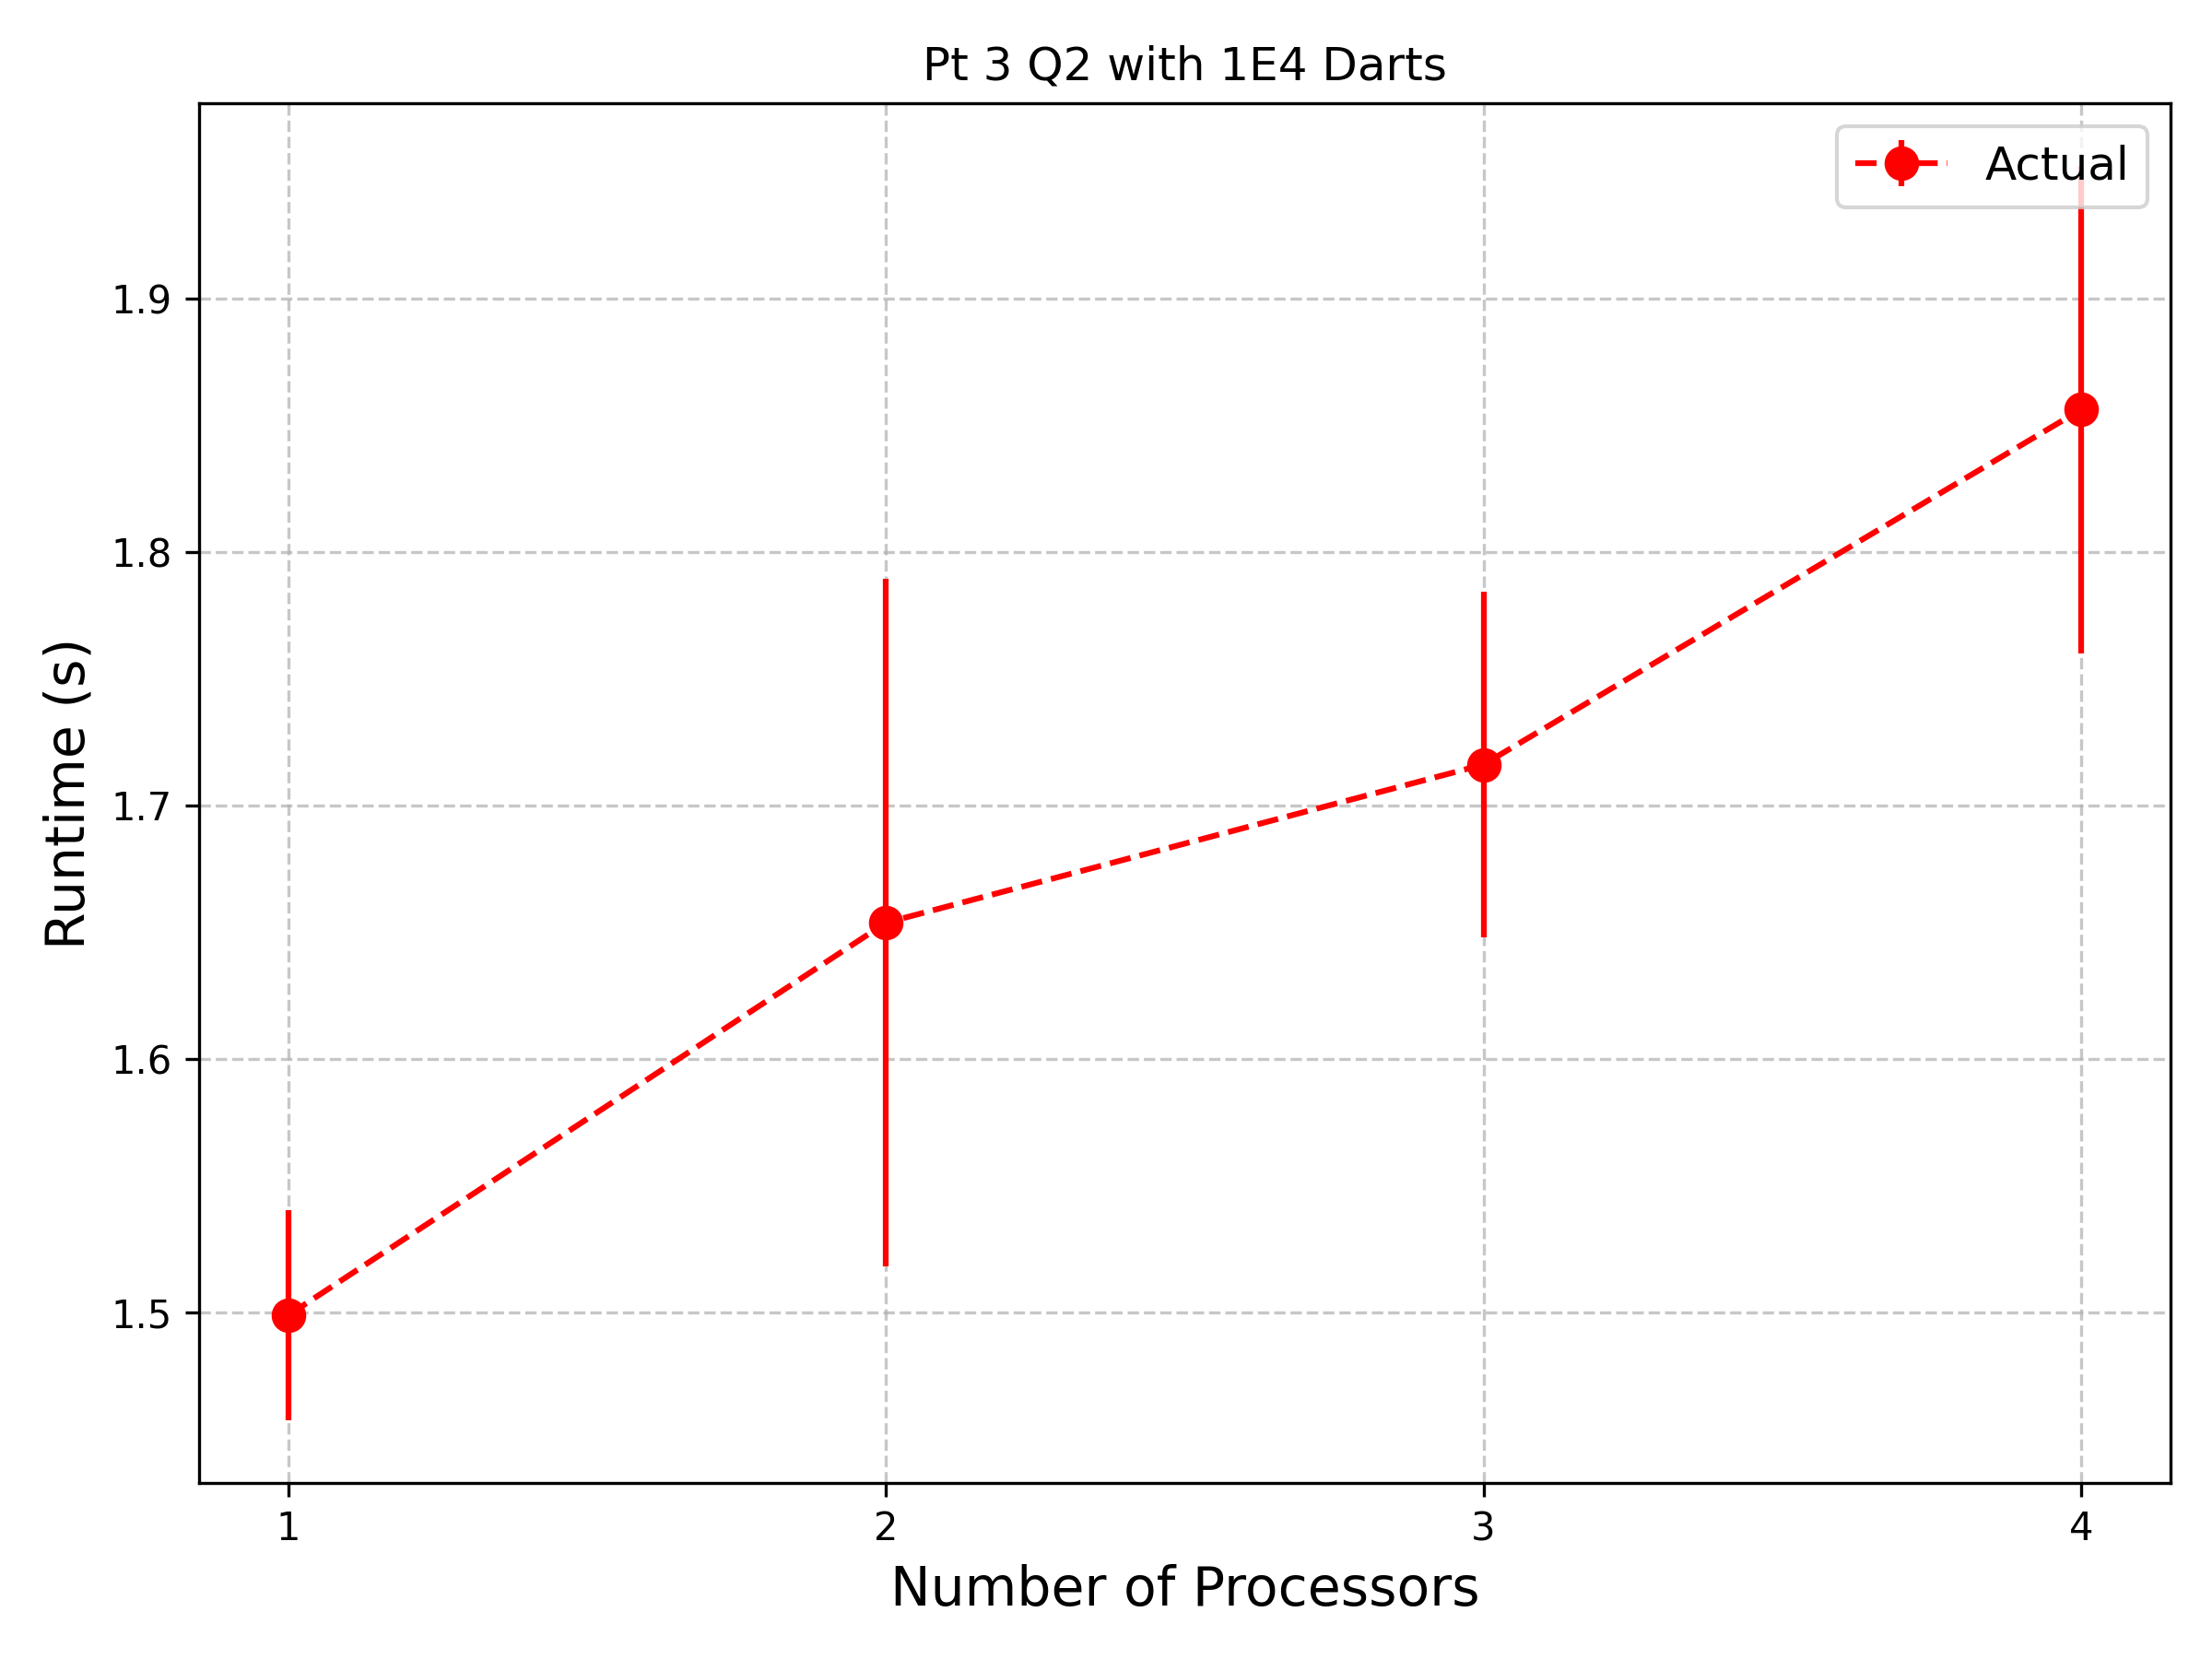 Pt 3 Q2 with 1E4 Darts
Actual
1.9
1.8
1.7
1.6
1.5
Runtime (s)
1 2 3 4
Number of Processors